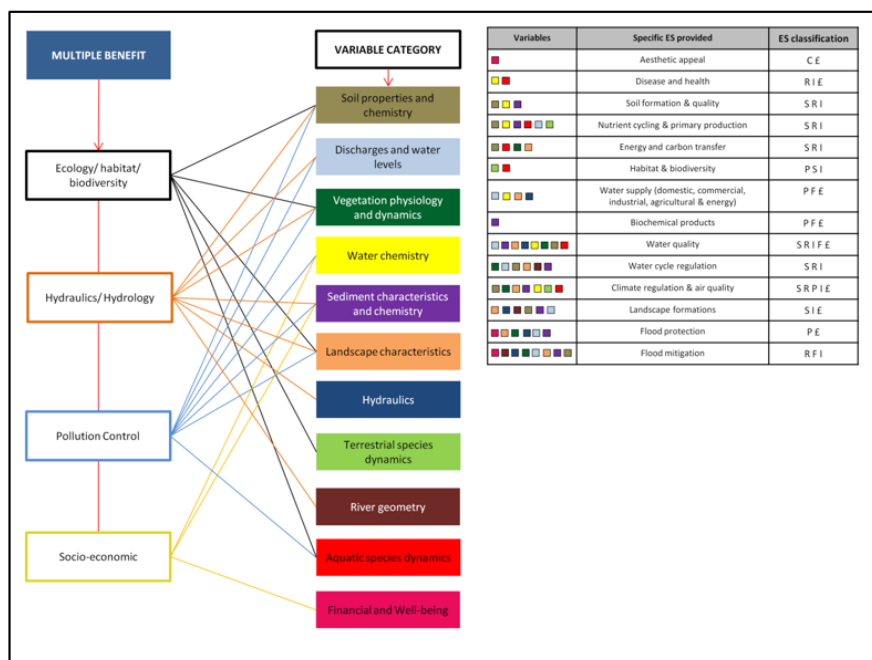 MULTIPLE BENEFIT
Ecology/ habitat/
biodiversity
Hydraulics/ Hydrology
Pollution Control
Socio-economic
VARIABLE CATEGORY
Soil properties and
chemistry
Discharges and water
levels
Vegetation physiology
and dynamics
Water chemistry
Sediment characteristics
and chemistry
Landscape characteristics
Hydraulics
Terrestrial species
dynamics
River geometry
Aquatic species dynamics
Financial and Well-being
Variables Specific ES provided ES classification
Aesthetic appeal C £
Disease and health R I £
Soil formation & quality S R I
Nutrient cycling & primary production S R I
Energy and carbon transfer S R I
Habitat & biodiversity P S I
Water supply (domestic, commercial, P F £
industrial, agricultural & energy)
Biochemical products P F £
Water quality S R I F £
Water cycle regulation S R I
Climate regulation & air quality S R P I £
Landscape formations S I £
Flood protection P £
Flood mitigation R F I